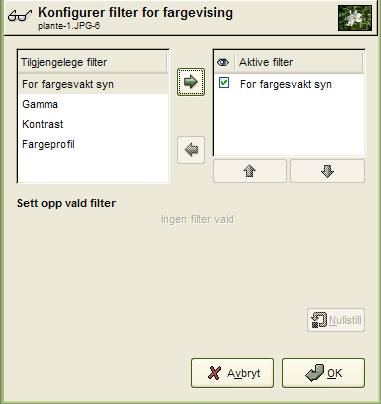 Konfigurer filter for fargevising
plante-1.JPG-6
Tilgjengelege filter
For fargesvakt syn
Gamma
Kontrast
Fargeprofil
Aktive filter
For fargesvakt syn
Sett opp vald filter
Ingen filter vald
Nullstill
Avbryt
OK